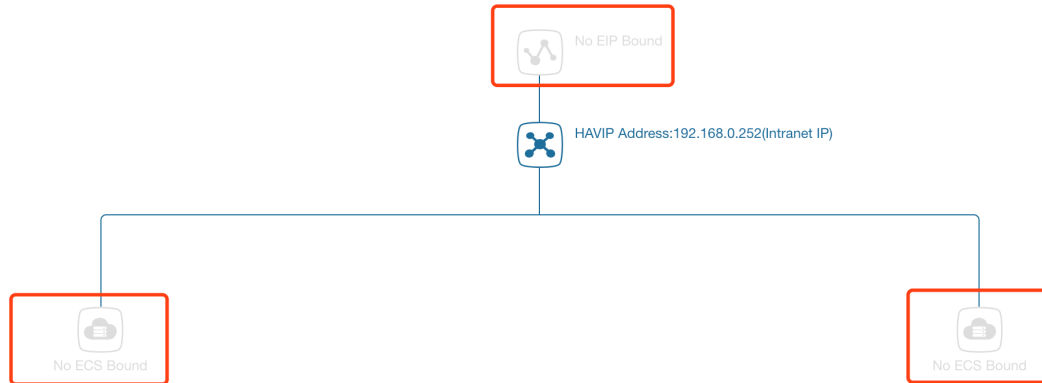 No EIP Bound
HAVIP Address:192.168.0.252(Intranet IP)
No ECS Bound
No ECS Bound